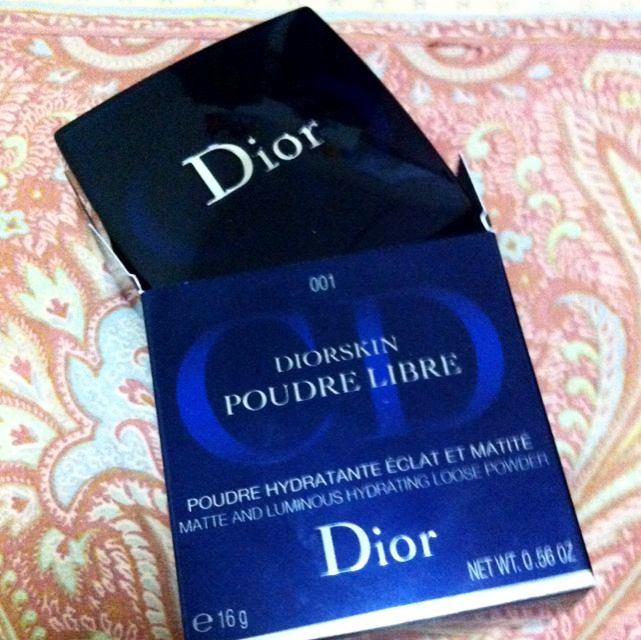 Dior
001
CD
DIORSKIN
POUDRE LIBRE
POUDRE HYDRATANTE ÉCLAT ET MATITÉ
MATTE AND LUMINOUS HYDRATING LOOSE POWDER
Dior
NET WT. 0.56 OZ
e 16 g